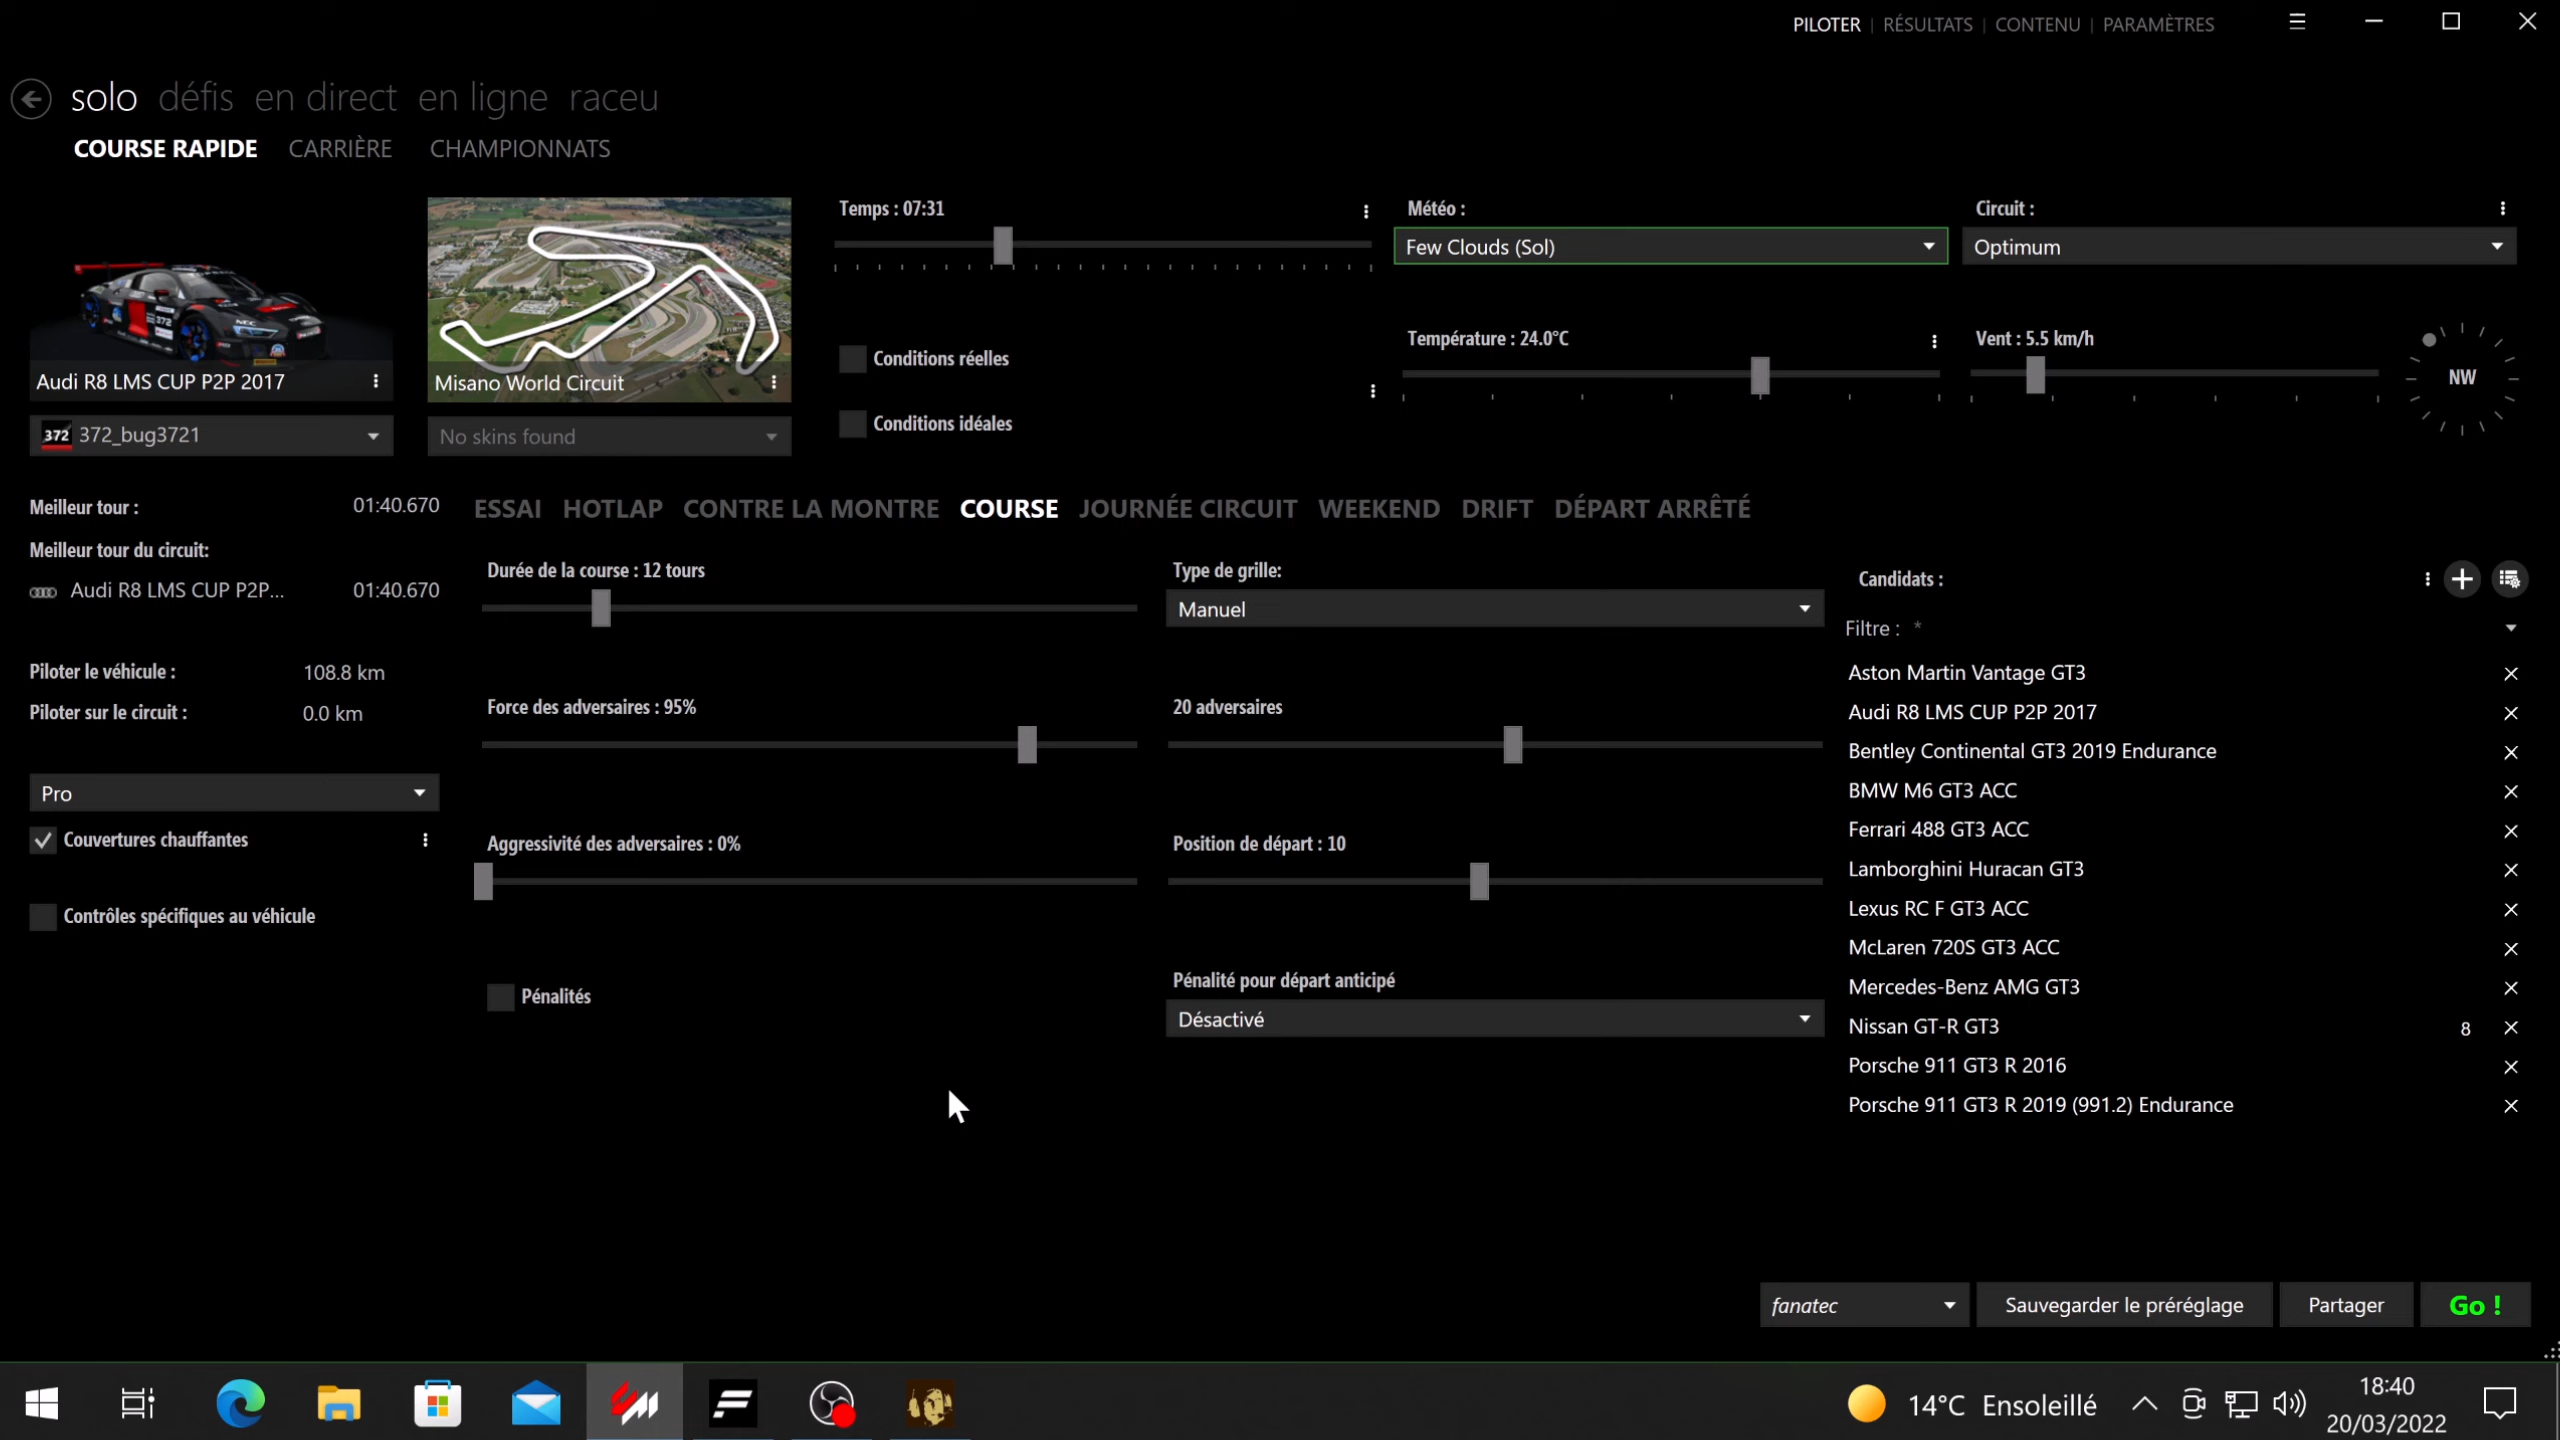 PILOTER | RÉSULTATS | CONTENU | PARAMÈTRES
solo défis en direct en ligne raceu
COURSE RAPIDE CARRIÈRE CHAMPIONNATS
Audi R8 LMS CUP P2P 2017
372 372_bug3721
Misano World Circuit
No skins found
Temps : 07:31
Conditions réelles
Conditions idéales
Météo :
Few Clouds (Sol)
Circuit :
Optimum
Température : 24.0°C
Vent : 5.5 km/h
NW
Meilleur tour : 01:40.670
Meilleur tour du circuit:
Audi R8 LMS CUP P2P... 01:40.670
Piloter le véhicule : 108.8 km
Piloter sur le circuit : 0.0 km
Pro
Couvertures chauffantes
Contrôles spécifiques au véhicule
ESSAI HOTLAP CONTRE LA MONTRE COURSE JOURNÉE CIRCUIT WEEKEND DRIFT DÉPART ARRÊTÉ
Durée de la course : 12 tours
Force des adversaires : 95%
Aggressivité des adversaires : 0%
Pénalités
Type de grille:
Manuel
20 adversaires
Position de départ : 10
Pénalité pour départ anticipé
Désactivé
Candidats :
Filtre : *
Aston Martin Vantage GT3
Audi R8 LMS CUP P2P 2017
Bentley Continental GT3 2019 Endurance
BMW M6 GT3 ACC
Ferrari 488 GT3 ACC
Lamborghini Huracan GT3
Lexus RC F GT3 ACC
McLaren 720S GT3 ACC
Mercedes-Benz AMG GT3
Nissan GT-R GT3 8
Porsche 911 GT3 R 2016
Porsche 911 GT3 R 2019 (991.2) Endurance
fanatec Sauvegarder le préréglage Partager Go !
14°C Ensoleillé
18:40
20/03/2022